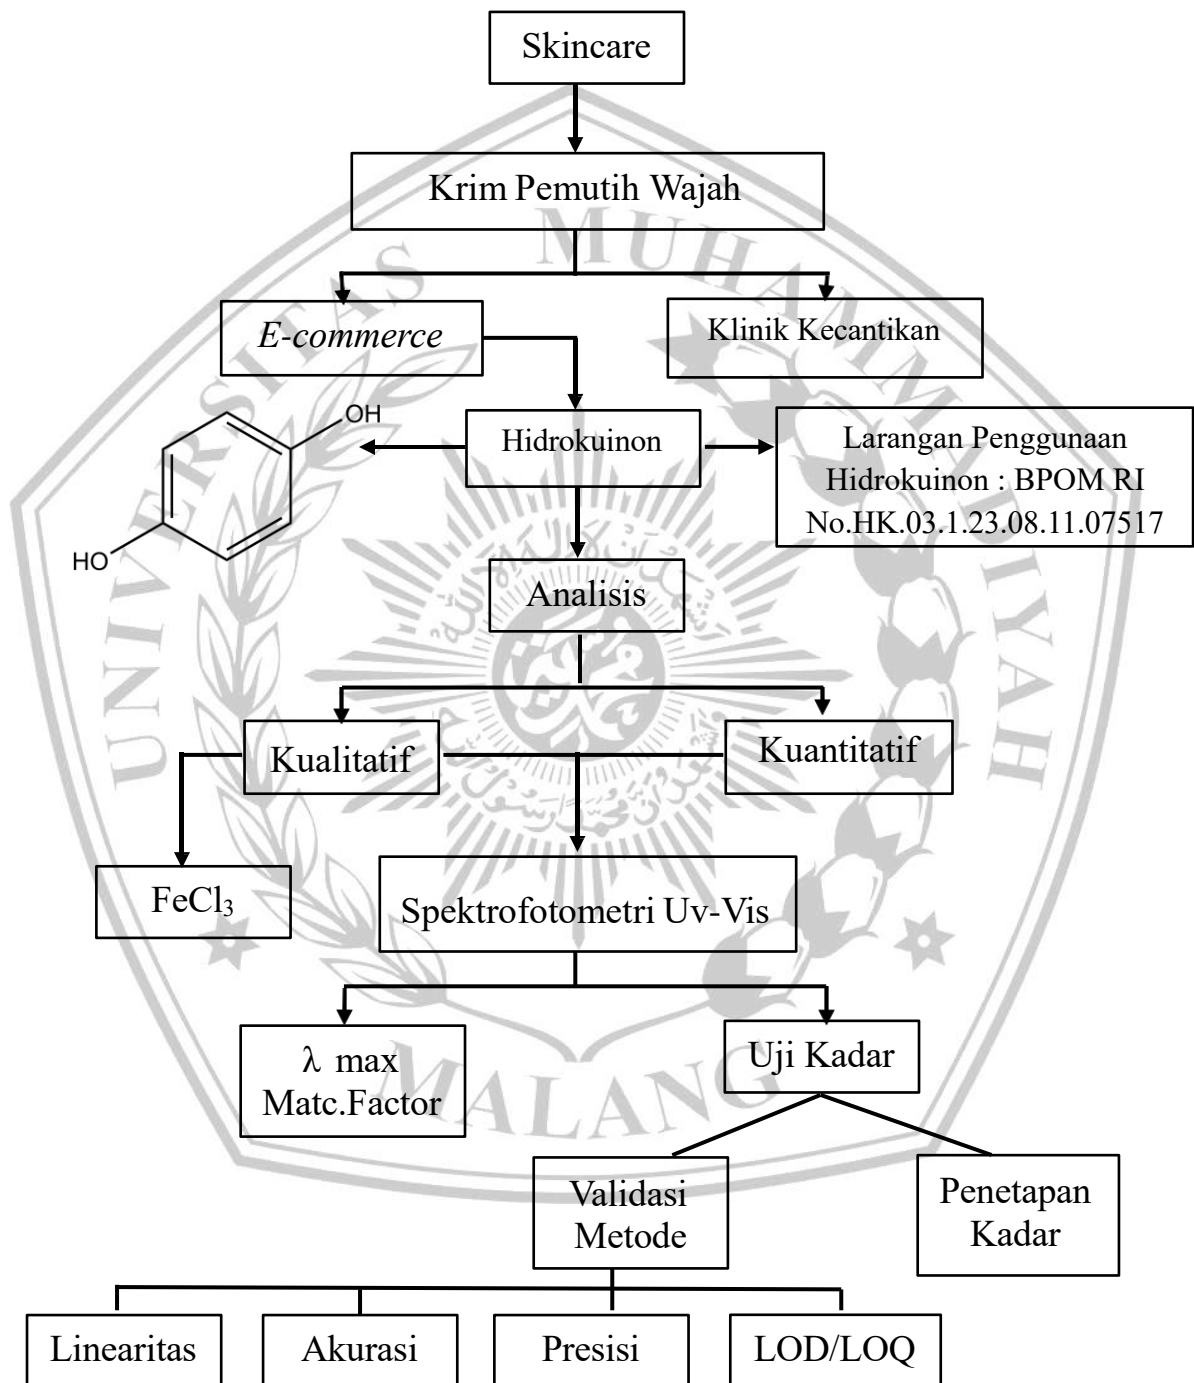 Skincare
Krim Pemutih Wajah
E-commerce
Klinik Kecantikan
OH
HO
Hidrokuinon
Larangan Penggunaan
Hidrokuinon : BPOM RI
No.HK.03.1.23.08.11.07517
Analisis
Kualitatif
Kuantitatif
FeCl₃
Spektrofotometri Uv-Vis
λ max
Matc.Factor
Uji Kadar
Validasi
Metode
Penetapan
Kadar
Linearitas
Akurasi
Presisi
LOD/LOQ
UNIVERSITAS MUHAMMADIYAH
MALANG